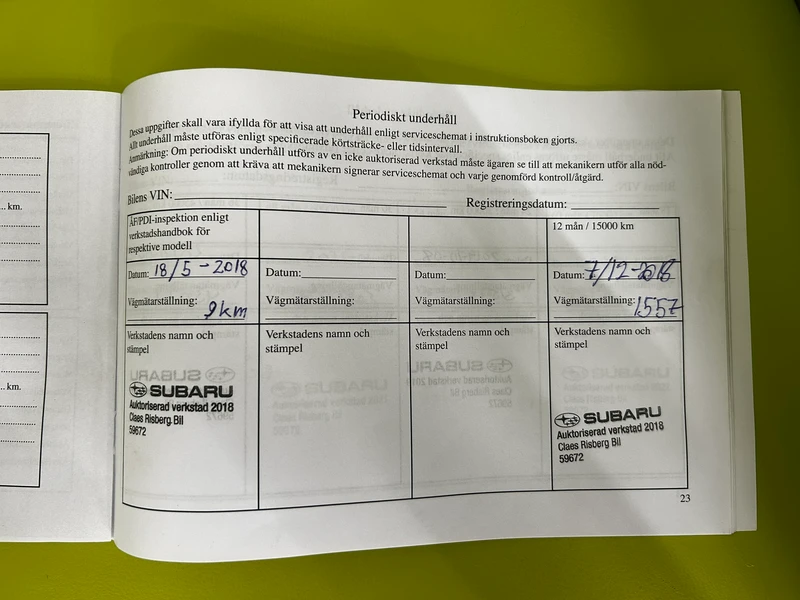 Periodiskt underhåll
Dessa uppgifter skall vara ifyllda för att visa att underhåll enligt serviceschemat i instruktionsboken gjorts.
Allt underhåll måste utföras enligt specificerade körtsträcke- eller tidsintervall.
Anmärkning: Om periodiskt underhåll utförs av en icke auktoriserad verkstad måste ägaren se till att mekanikern utför alla nöd-
vändiga kontroller genom att kräva att mekanikern signerar serviceschemat och varje genomförd kontroll/åtgärd.
Bilens VIN: Registreringsdatum:
ÅF/PDI-inspektion enligt
verkstadshandbok för
respektive modell
12 mån / 15000 km
Datum: 18/5-2018
Datum:
Datum:
Datum: 7/12-2018
Vägmätarställning: 9km
Vägmätarställning:
Vägmätarställning:
Vägmätarställning: 1557
Verkstadens namn och
stämpel
SUBARU
Auktoriserad verkstad 2018
Claes Risberg Bil
59672
Verkstadens namn och
stämpel
Verkstadens namn och
stämpel
Verkstadens namn och
stämpel
SUBARU
Auktoriserad verkstad 2018
Claes Risberg Bil
59672
23
km.
km.